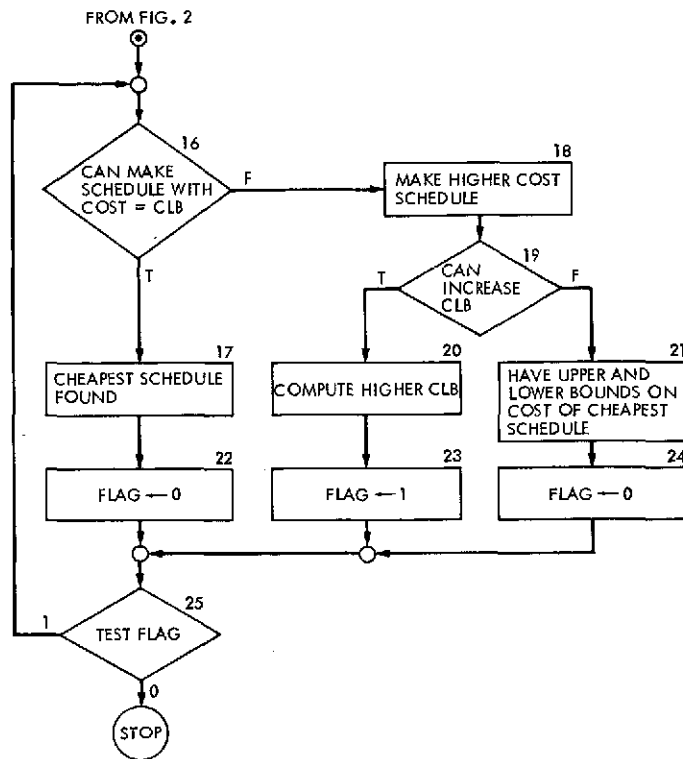 FROM FIG. 2
16
CAN MAKE
SCHEDULE WITH
COST = CLB
F
T
18
MAKE HIGHER COST
SCHEDULE
19
CAN
INCREASE
CLB
T
F
17
CHEAPEST SCHEDULE
FOUND
20
COMPUTE HIGHER CLB
21
HAVE UPPER AND
LOWER BOUNDS ON
COST OF CHEAPEST
SCHEDULE
22
FLAG ← 0
23
FLAG ← 1
24
FLAG ← 0
25
TEST FLAG
1
0
STOP